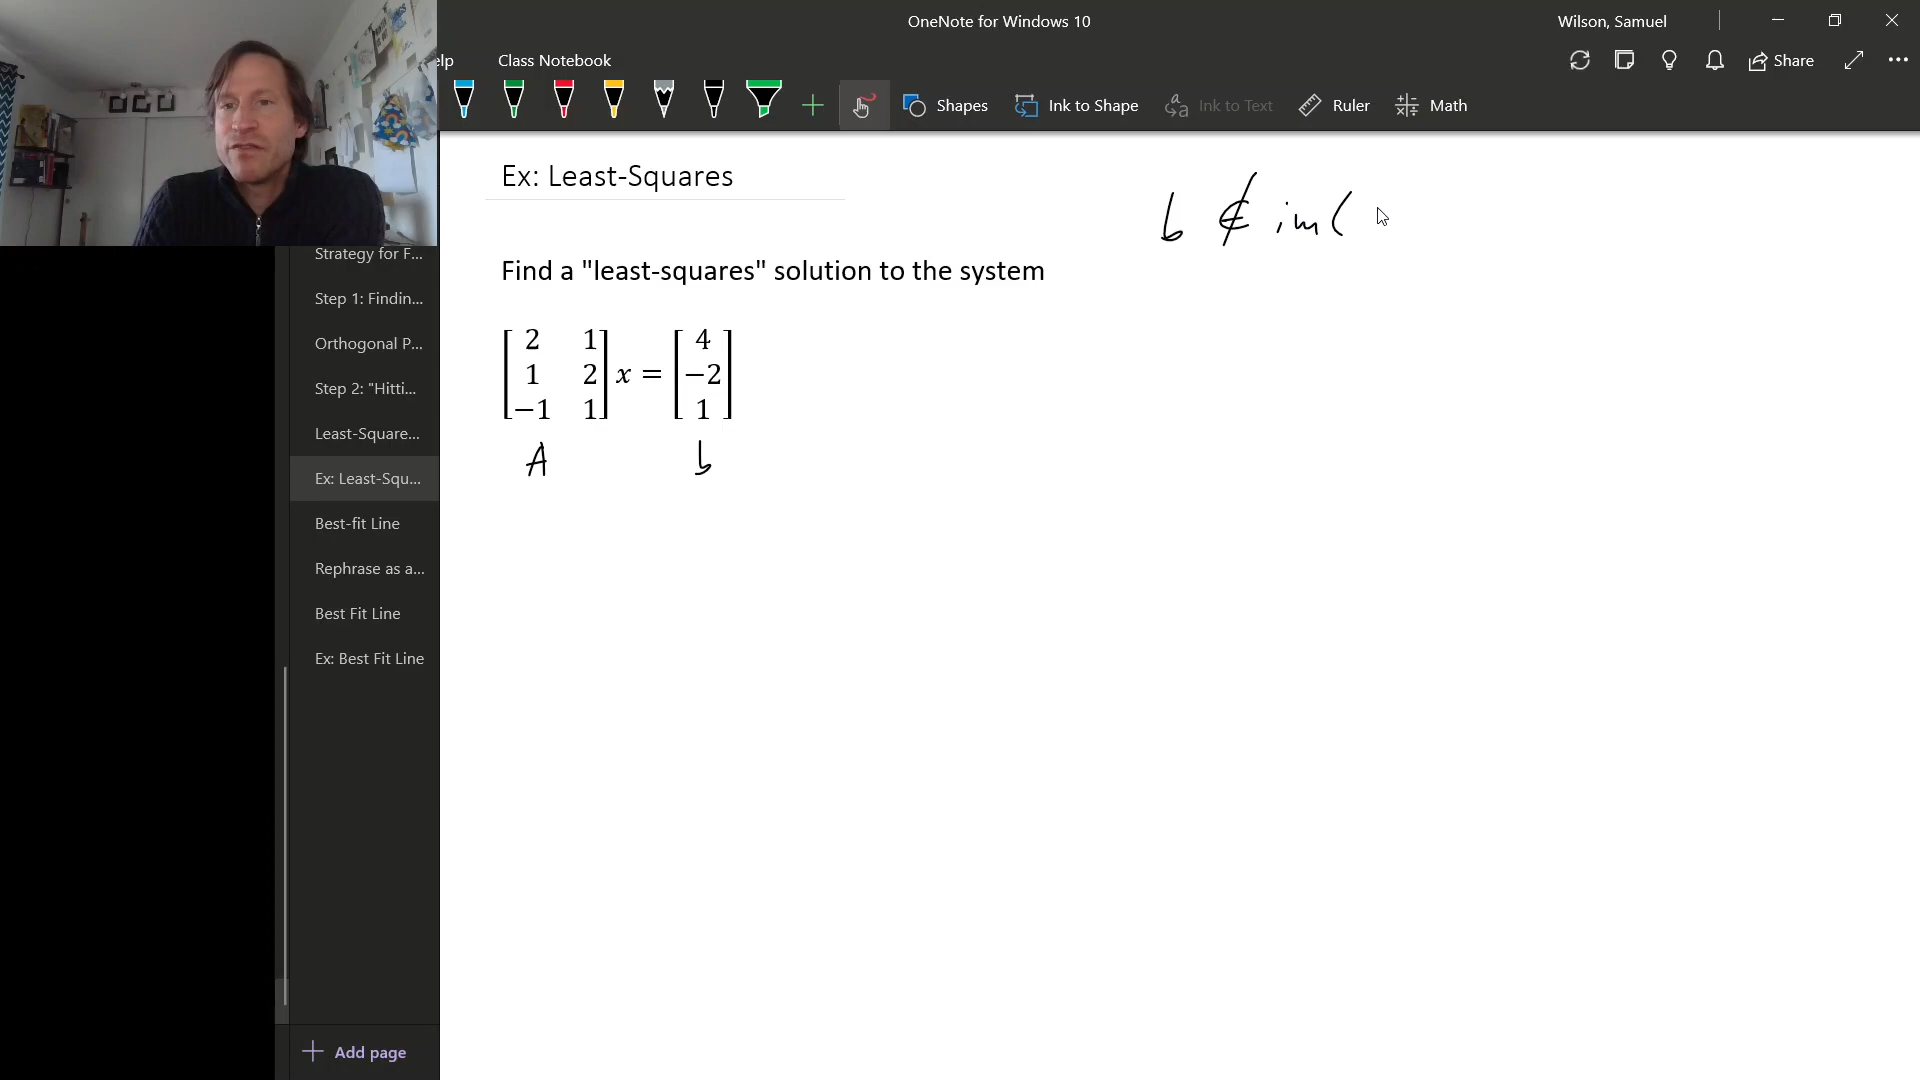 OneNote for Windows 10
Wilson, Samuel
elp
Class Notebook
Share
Shapes
Ink to Shape
Ink to Text
Ruler
Math
Ex: Least-Squares
b ∉ im(
Find a "least-squares" solution to the system
2 1
1 2
−1 1
x =
4
−2
1
A b
Strategy for F...
Step 1: Findin...
Orthogonal P...
Step 2: "Hitti...
Least-Square...
Ex: Least-Squ...
Best-fit Line
Rephrase as a...
Best Fit Line
Ex: Best Fit Line
Add page